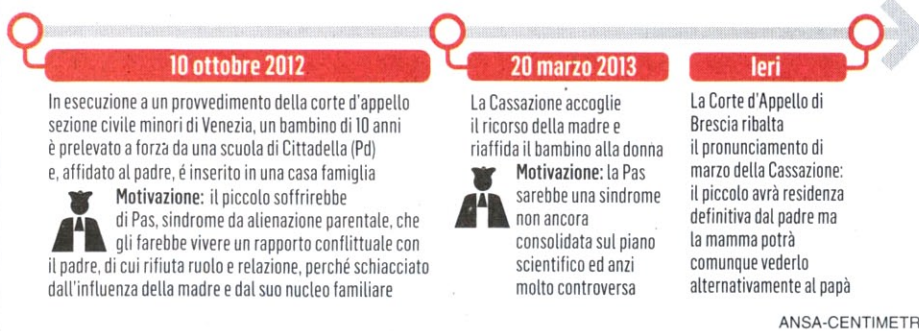 10 ottobre 2012
In esecuzione a un provvedimento della corte d'appello
sezione civile minori di Venezia, un bambino di 10 anni
è prelevato a forza da una scuola di Cittadella (Pd)
e, affidato al padre, é inserito in una casa famiglia
Motivazione: il piccolo soffrirebbe
di Pas, sindrome da alienazione parentale, che
gli farebbe vivere un rapporto conflittuale con
il padre, di cui rifiuta ruolo e relazione, perché schiacciato
dall'influenza della madre e dal suo nucleo familiare
20 marzo 2013
La Cassazione accoglie
il ricorso della madre e
riaffida il bambino alla donna
Motivazione: la Pas
sarebbe una sindrome
non ancora
consolidata sul piano
scientifico ed anzi
molto controversa
Ieri
La Corte d'Appello di
Brescia ribalta
il pronunciamento di
marzo della Cassazione:
il piccolo avrà residenza
definitiva dal padre ma
la mamma potrà
comunque vederlo
alternativamente al papà
ANSA-CENTIMETR